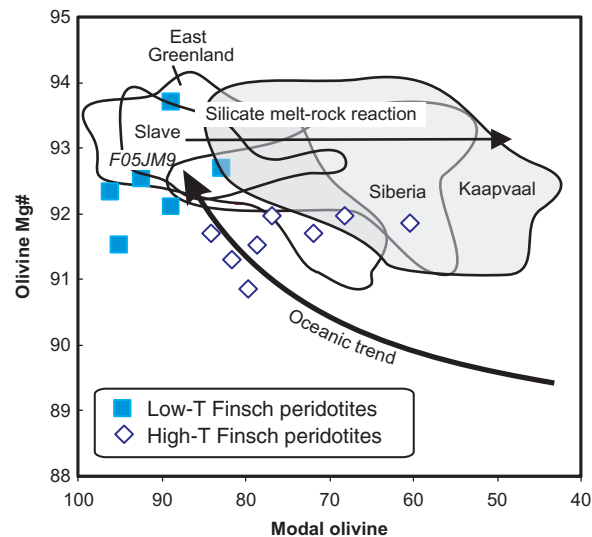 95
94
93
92
91
90
89
88
Olivine Mg#
East
Greenland
Silicate melt-rock reaction
Slave
F05JM9
Siberia
Kaapvaal
Oceanic trend
Low-T Finsch peridotites
High-T Finsch peridotites
100
90
80
70
60
50
40
Modal olivine